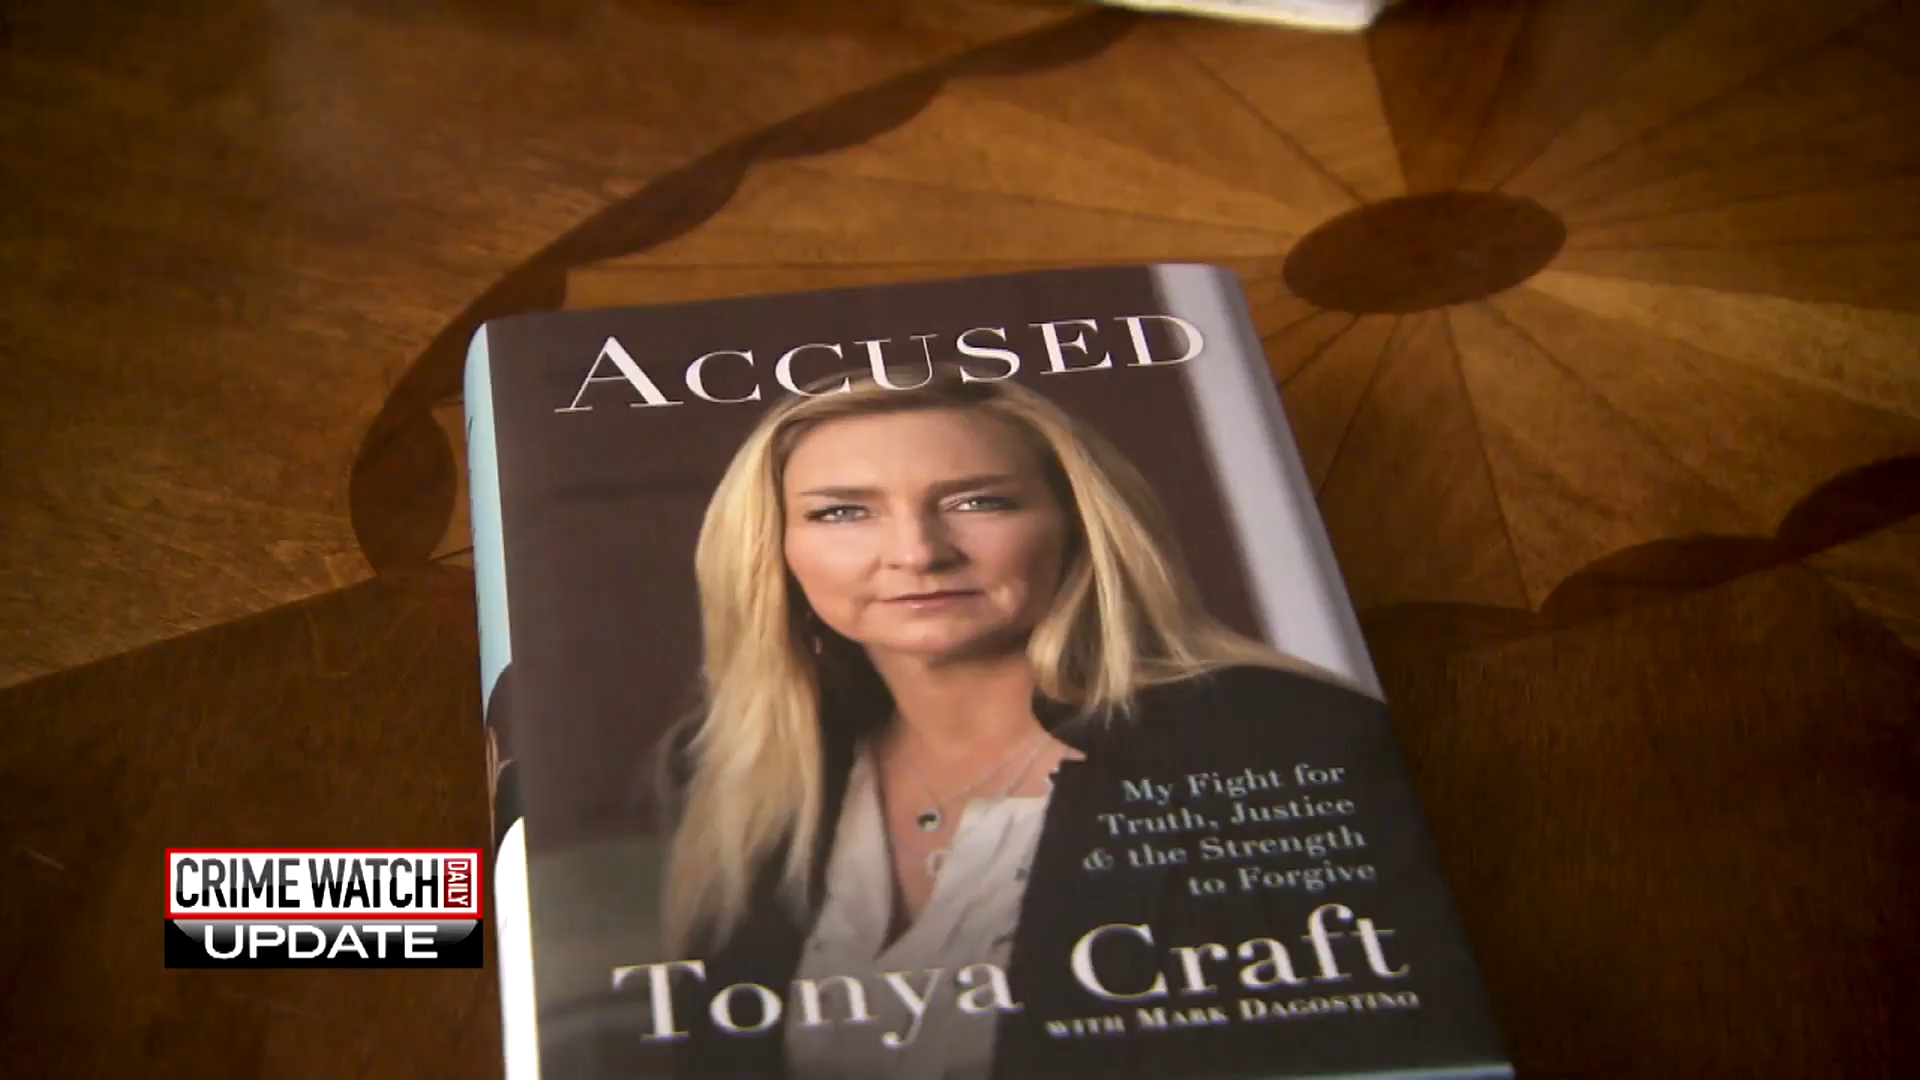 ACCUSED
My Fight for
Truth, Justice
& the Strength
to Forgive
Tonya Craft
WITH MARK DAGOSTINO
CRIME WATCH DAILY
UPDATE